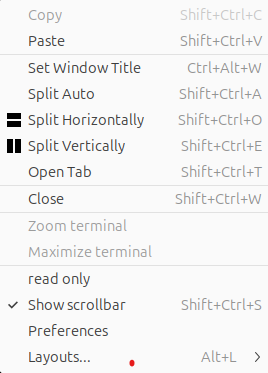 Copy Shift+Ctrl+C
Paste Shift+Ctrl+V
Set Window Title Ctrl+Alt+W
Split Auto Shift+Ctrl+A
Split Horizontally Shift+Ctrl+O
Split Vertically Shift+Ctrl+E
Open Tab Shift+Ctrl+T
Close Shift+Ctrl+W
Zoom terminal
Maximize terminal
read only
Show scrollbar Shift+Ctrl+S
Preferences
Layouts... Alt+L